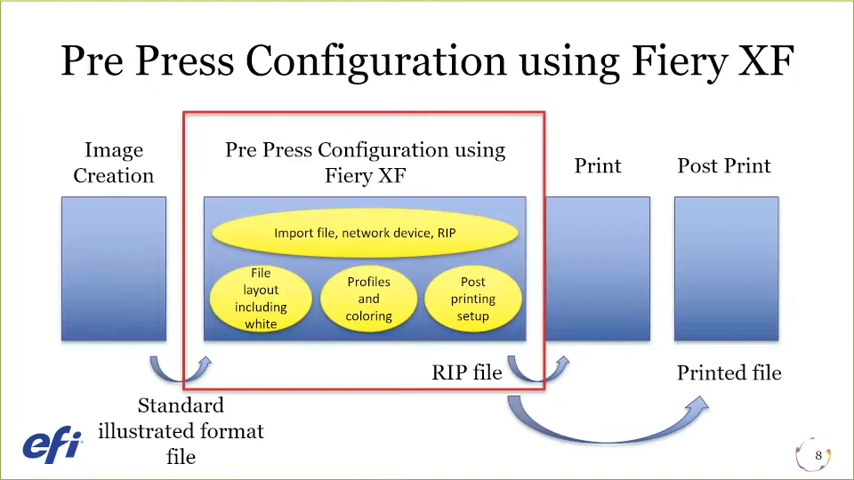 Pre Press Configuration using Fiery XF
Image
Creation
Pre Press Configuration using
Fiery XF
Print
Post Print
Import file, network device, RIP
File
layout
including
white
Profiles
and
coloring
Post
printing
setup
RIP file
Printed file
Standard
illustrated format
file
efi
8